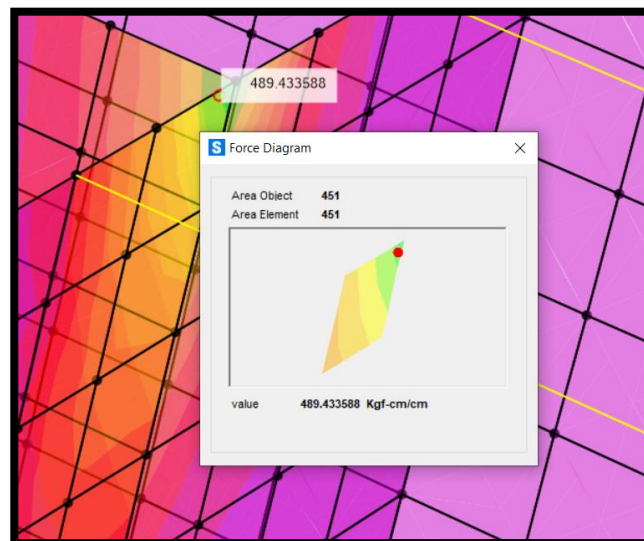 489.433588
S Force Diagram
Area Object 451
Area Element 451
value 489.433588 Kgf-cm/cm